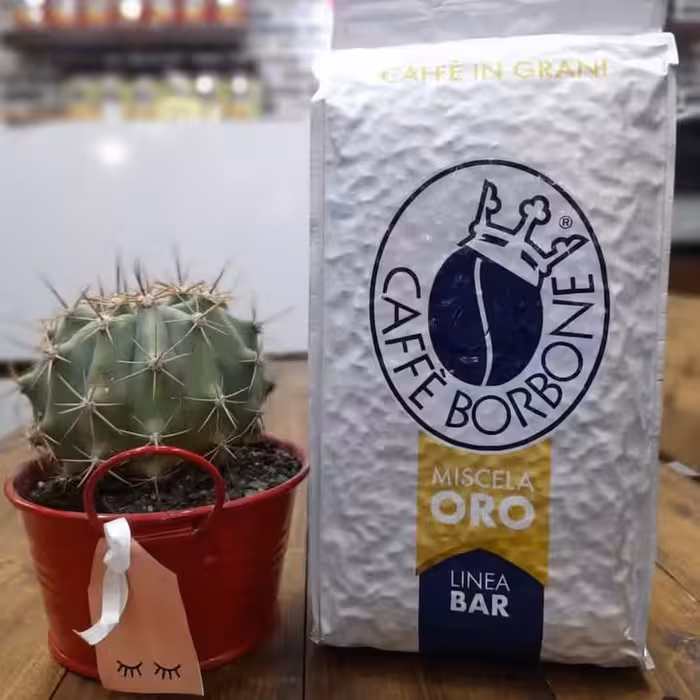 CAFFÈ IN GRANI
®
CAFFÈ BORBONE
MISCELA
ORO
LINEA
BAR